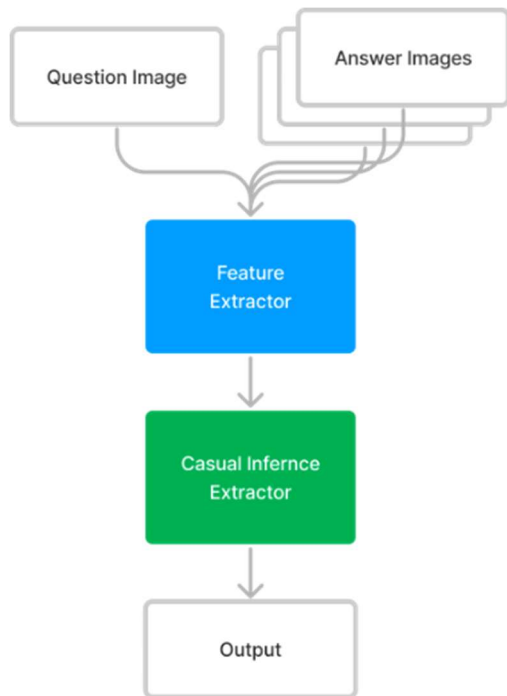 Question Image
Answer Images
Feature
Extractor
Casual Infernce
Extractor
Output